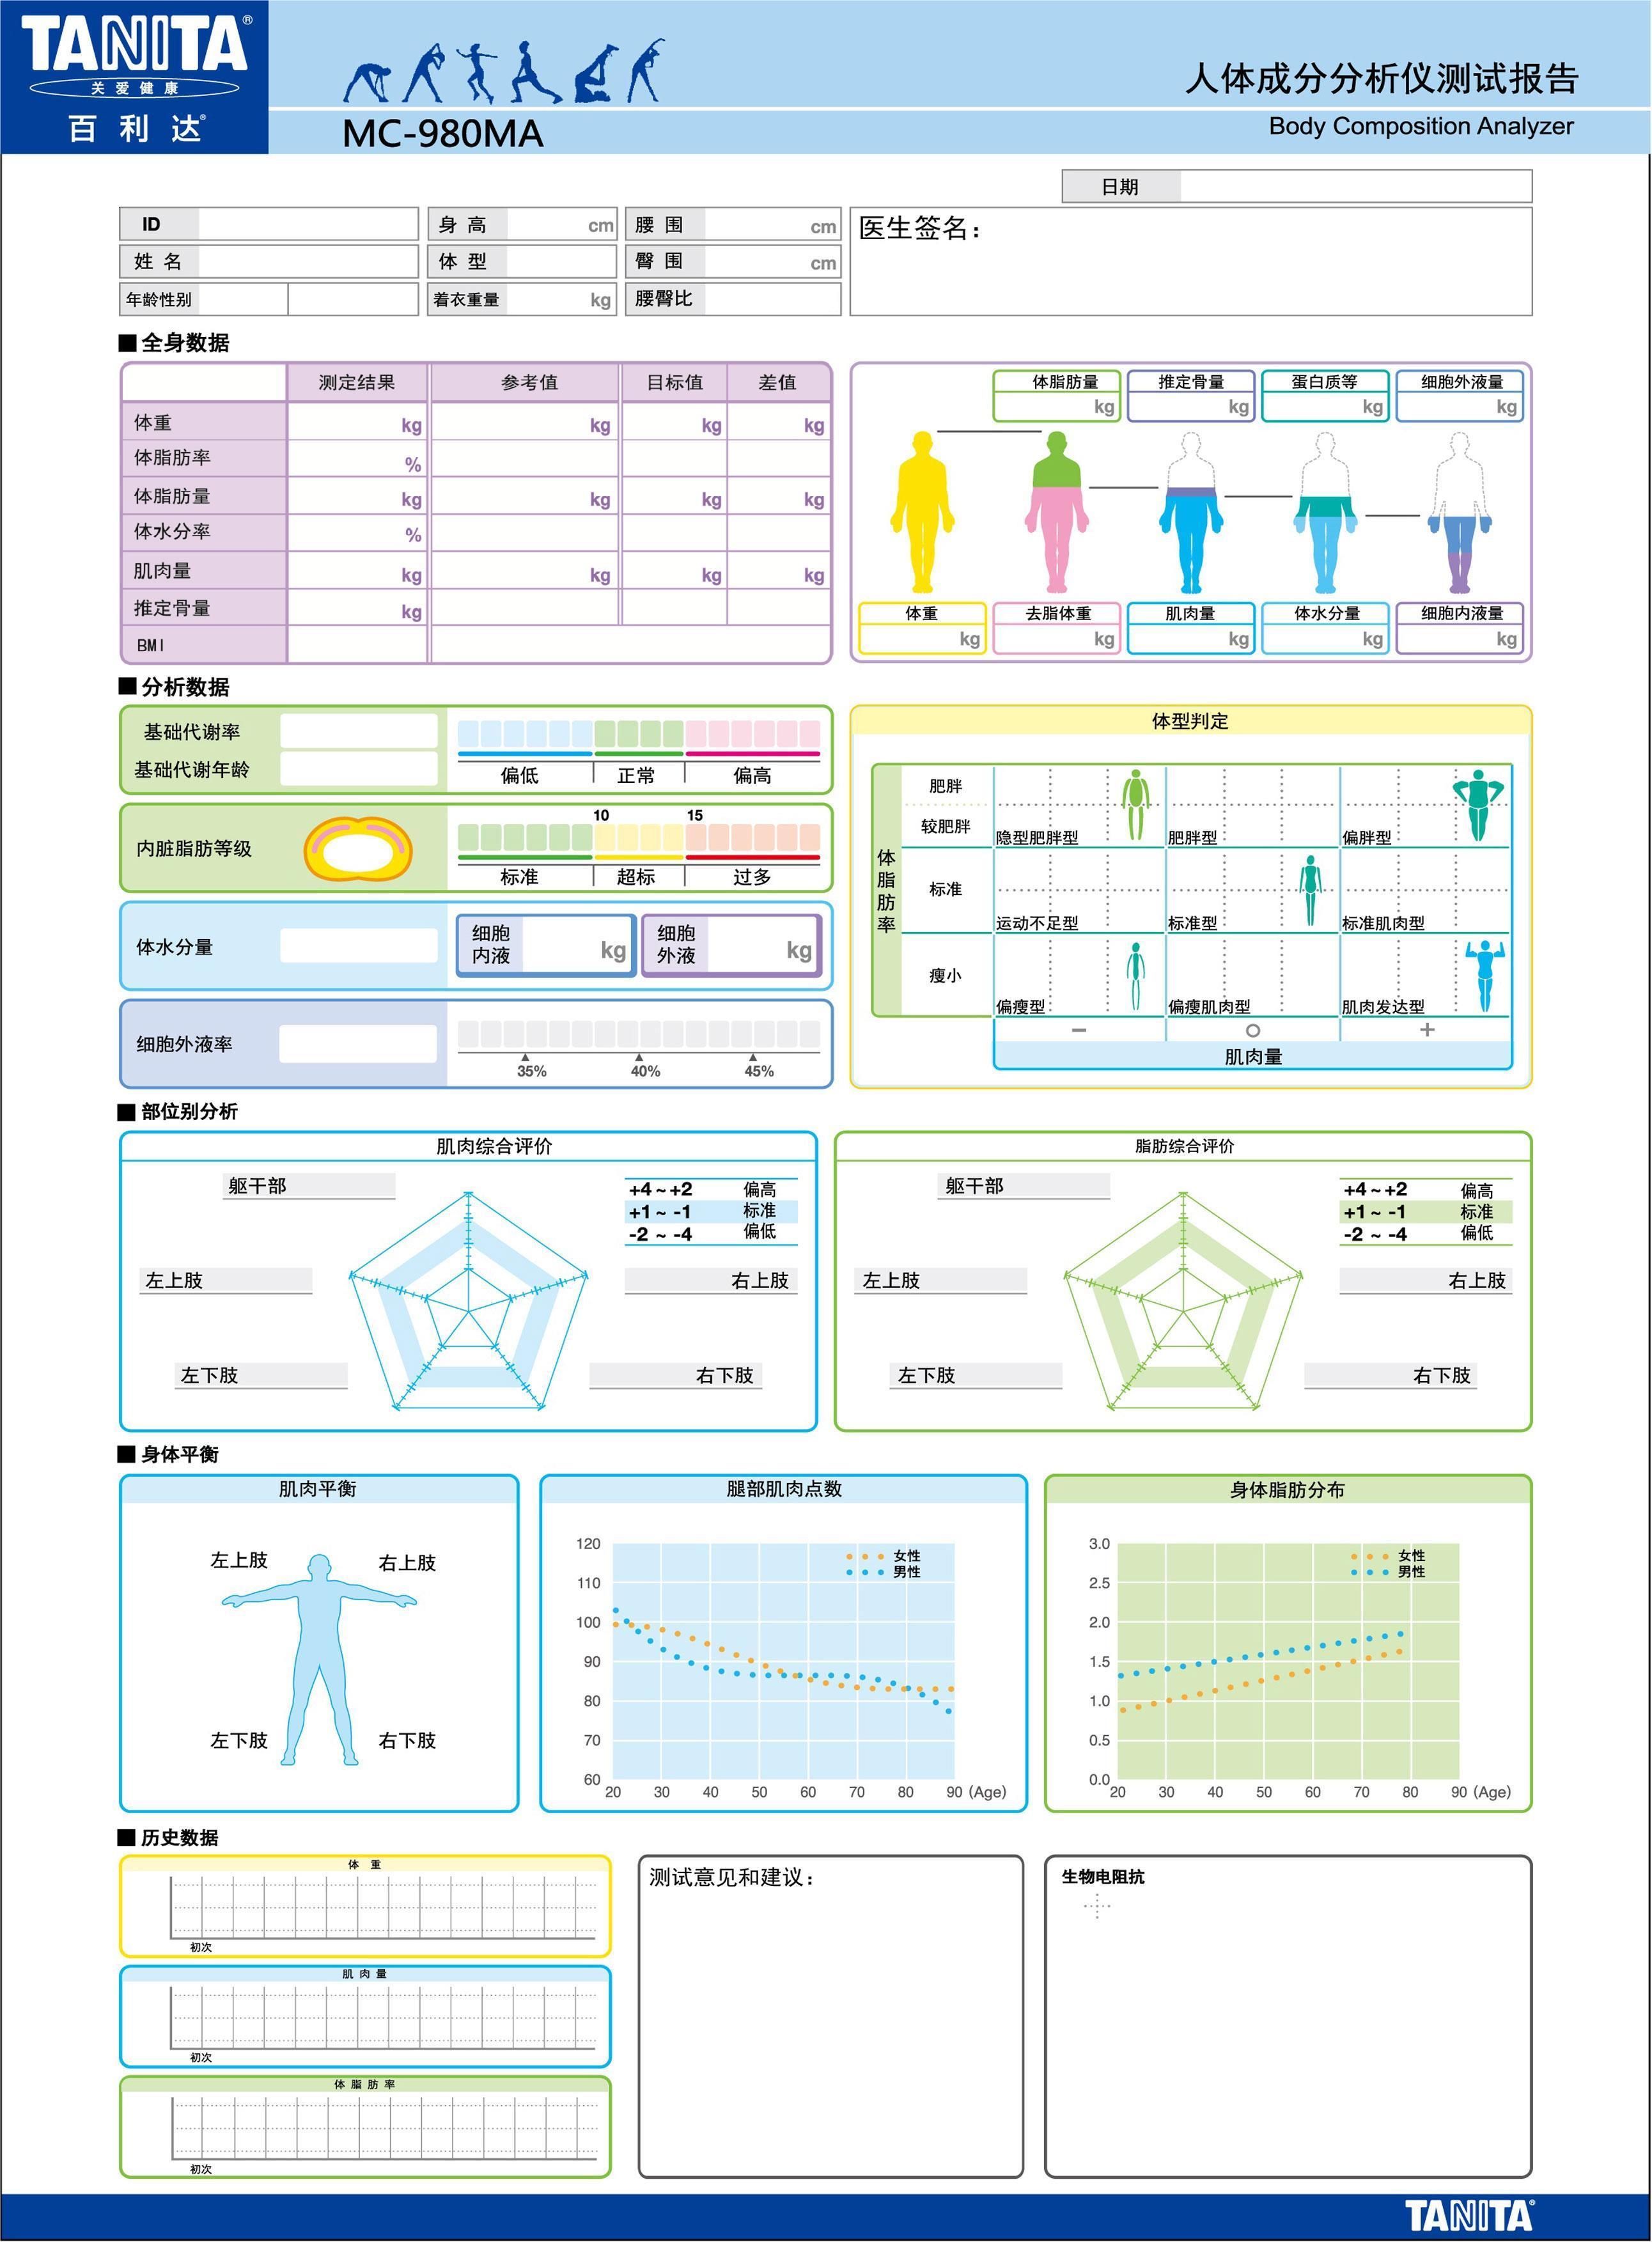 TANITA®
关爱健康
百利达®
MC-980MA
人体成分分析仪测试报告
Body Composition Analyzer
日期
ID
身高 cm
腰围 cm
医生签名：
姓名
体型
臀围 cm
年龄性别
着衣重量 kg
腰臀比
全身数据
测定结果 参考值 目标值 差值
体重 kg kg kg kg
体脂肪率 %
体脂肪量 kg kg kg kg
体水分率 %
肌肉量 kg kg kg kg
推定骨量 kg
BMI
体脂肪量 推定骨量 蛋白质等 细胞外液量
kg kg kg kg
体重 去脂体重 肌肉量 体水分量 细胞内液量
kg kg kg kg kg
分析数据
基础代谢率
基础代谢年龄
偏低 正常 偏高
内脏脂肪等级
10 15
标准 超标 过多
体水分量
细胞内液 kg
细胞外液 kg
细胞外液率
35% 40% 45%
体型判定
体脂肪率
肥胖
较肥胖
隐型肥胖型 肥胖型 偏胖型
标准
运动不足型 标准型 标准肌肉型
瘦小
偏瘦型 偏瘦肌肉型 肌肉发达型
－ ○ ＋
肌肉量
部位别分析
肌肉综合评价
躯干部
+4 ~ +2 偏高
+1 ~ -1 标准
-2 ~ -4 偏低
左上肢 右上肢
左下肢 右下肢
脂肪综合评价
躯干部
+4 ~ +2 偏高
+1 ~ -1 标准
-2 ~ -4 偏低
左上肢 右上肢
左下肢 右下肢
身体平衡
肌肉平衡
左上肢 右上肢
左下肢 右下肢
腿部肌肉点数
女性
男性
120
110
100
90
80
70
60
20 30 40 50 60 70 80 90 (Age)
身体脂肪分布
女性
男性
3.0
2.5
2.0
1.5
1.0
0.5
0.0
20 30 40 50 60 70 80 90 (Age)
历史数据
体重
初次
肌肉量
初次
体脂肪率
初次
测试意见和建议：
生物电阻抗
TANITA®